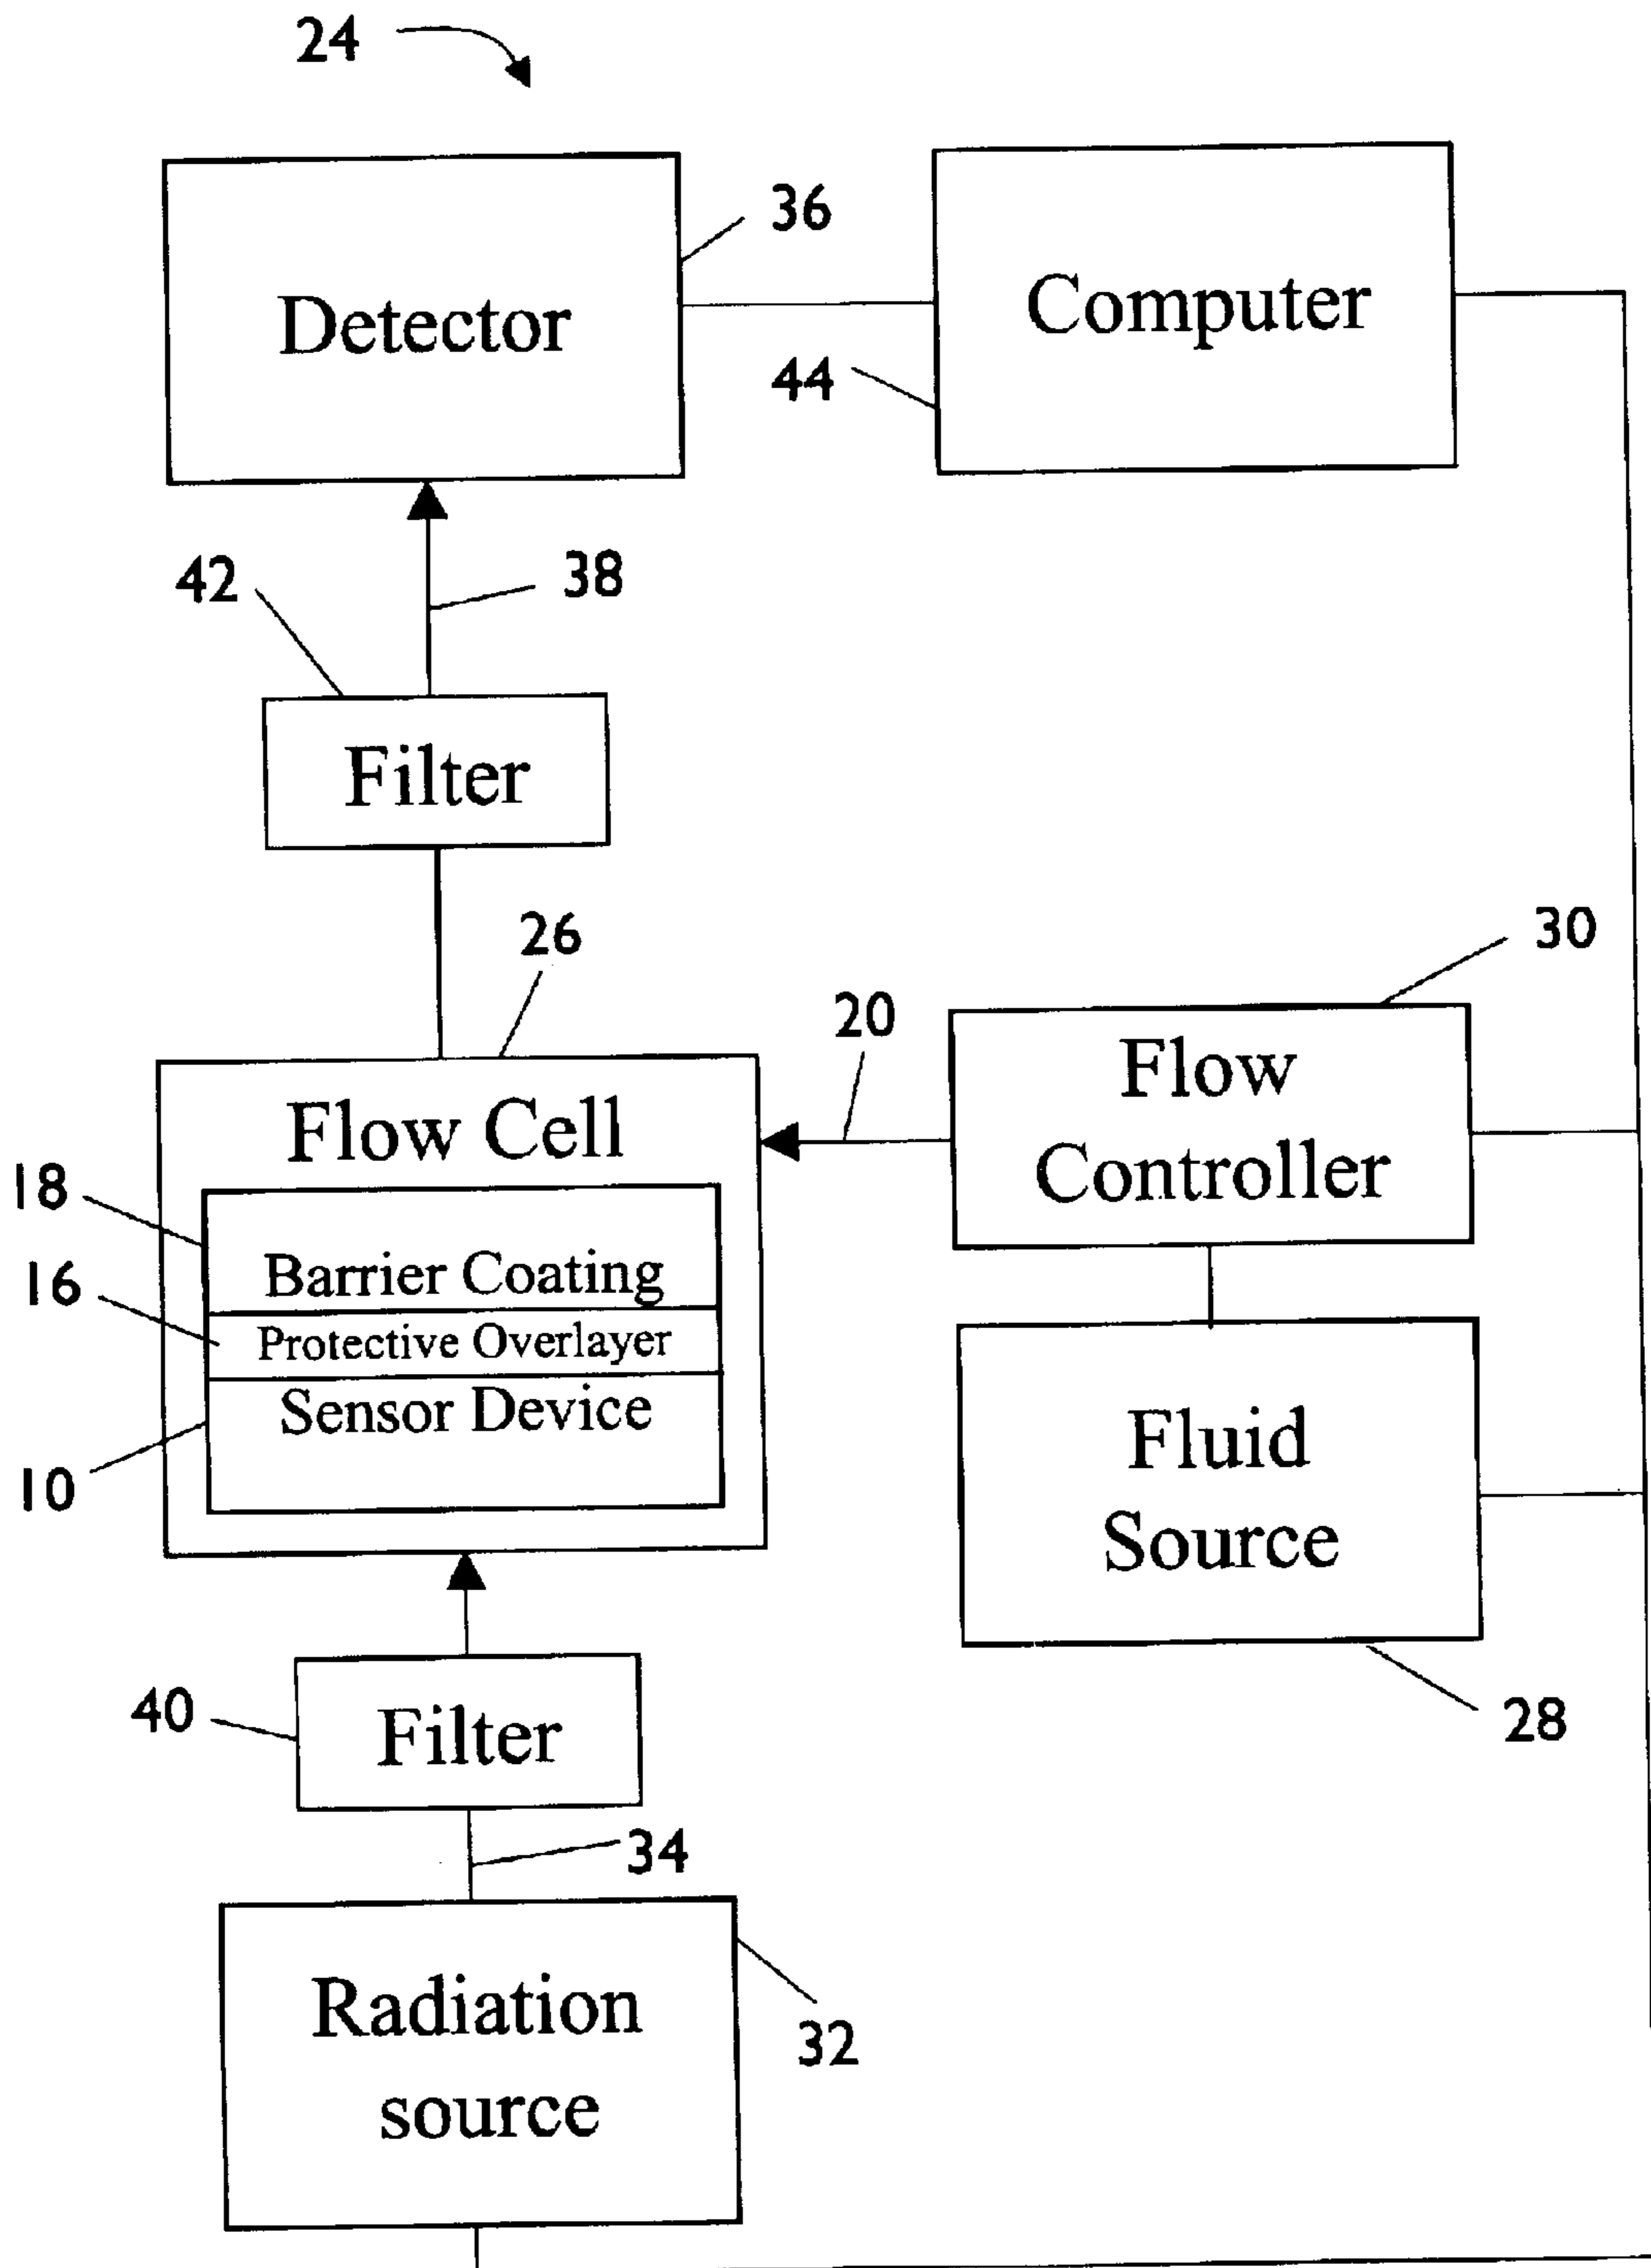 24
36
Detector
Computer
44
42
38
Filter
26
30
20
Flow
Controller
Flow Cell
18
Barrier Coating
16
Protective Overlayer
Sensor Device
10
Fluid
Source
28
40
Filter
34
Radiation
source
32